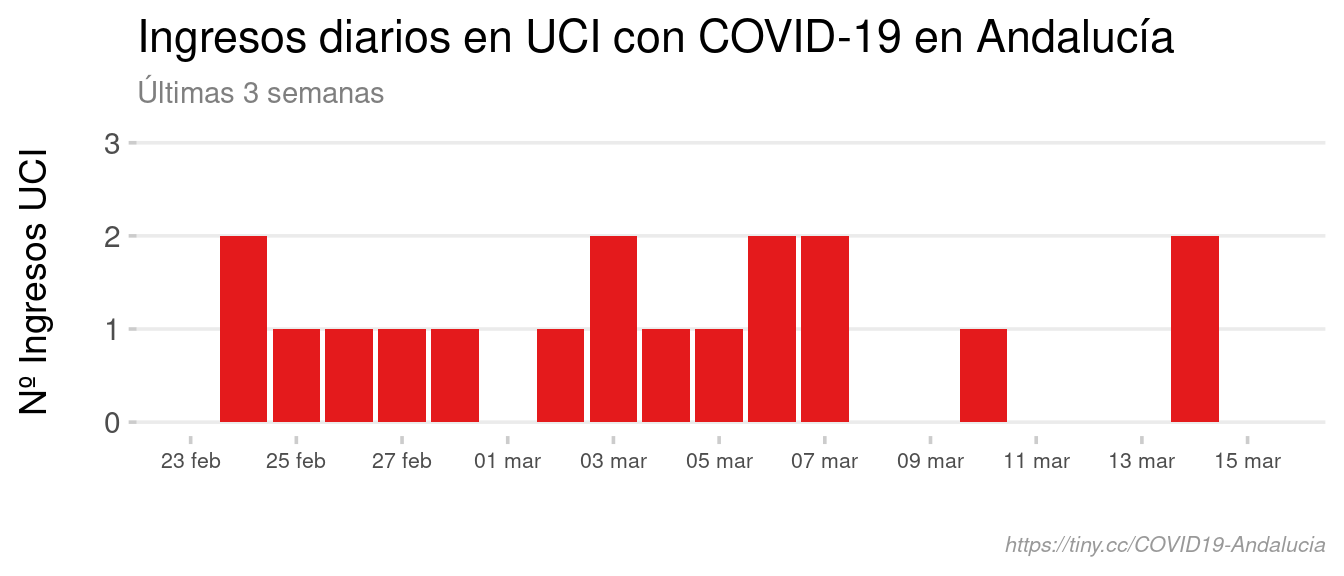 Ingresos diarios en UCI con COVID-19 en Andalucía
Últimas 3 semanas
Nº Ingresos UCI
3
2
1
0
23 feb 25 feb 27 feb 01 mar 03 mar 05 mar 07 mar 09 mar 11 mar 13 mar 15 mar
https://tiny.cc/COVID19-Andalucia